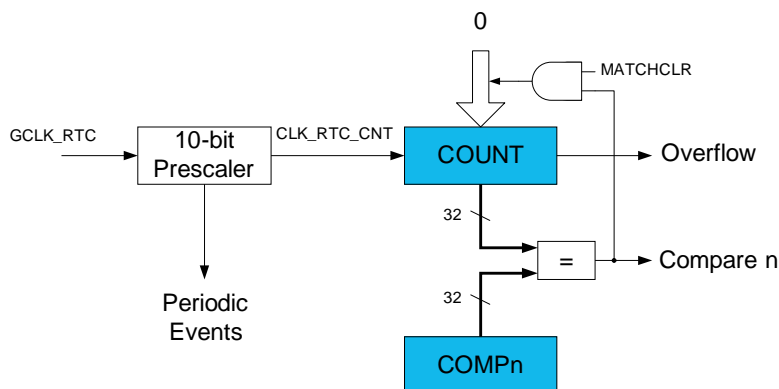 0
MATCHCLR
GCLK_RTC
10-bit
Prescaler
CLK_RTC_CNT
COUNT
Overflow
32
=
Compare n
32
Periodic
Events
COMPn